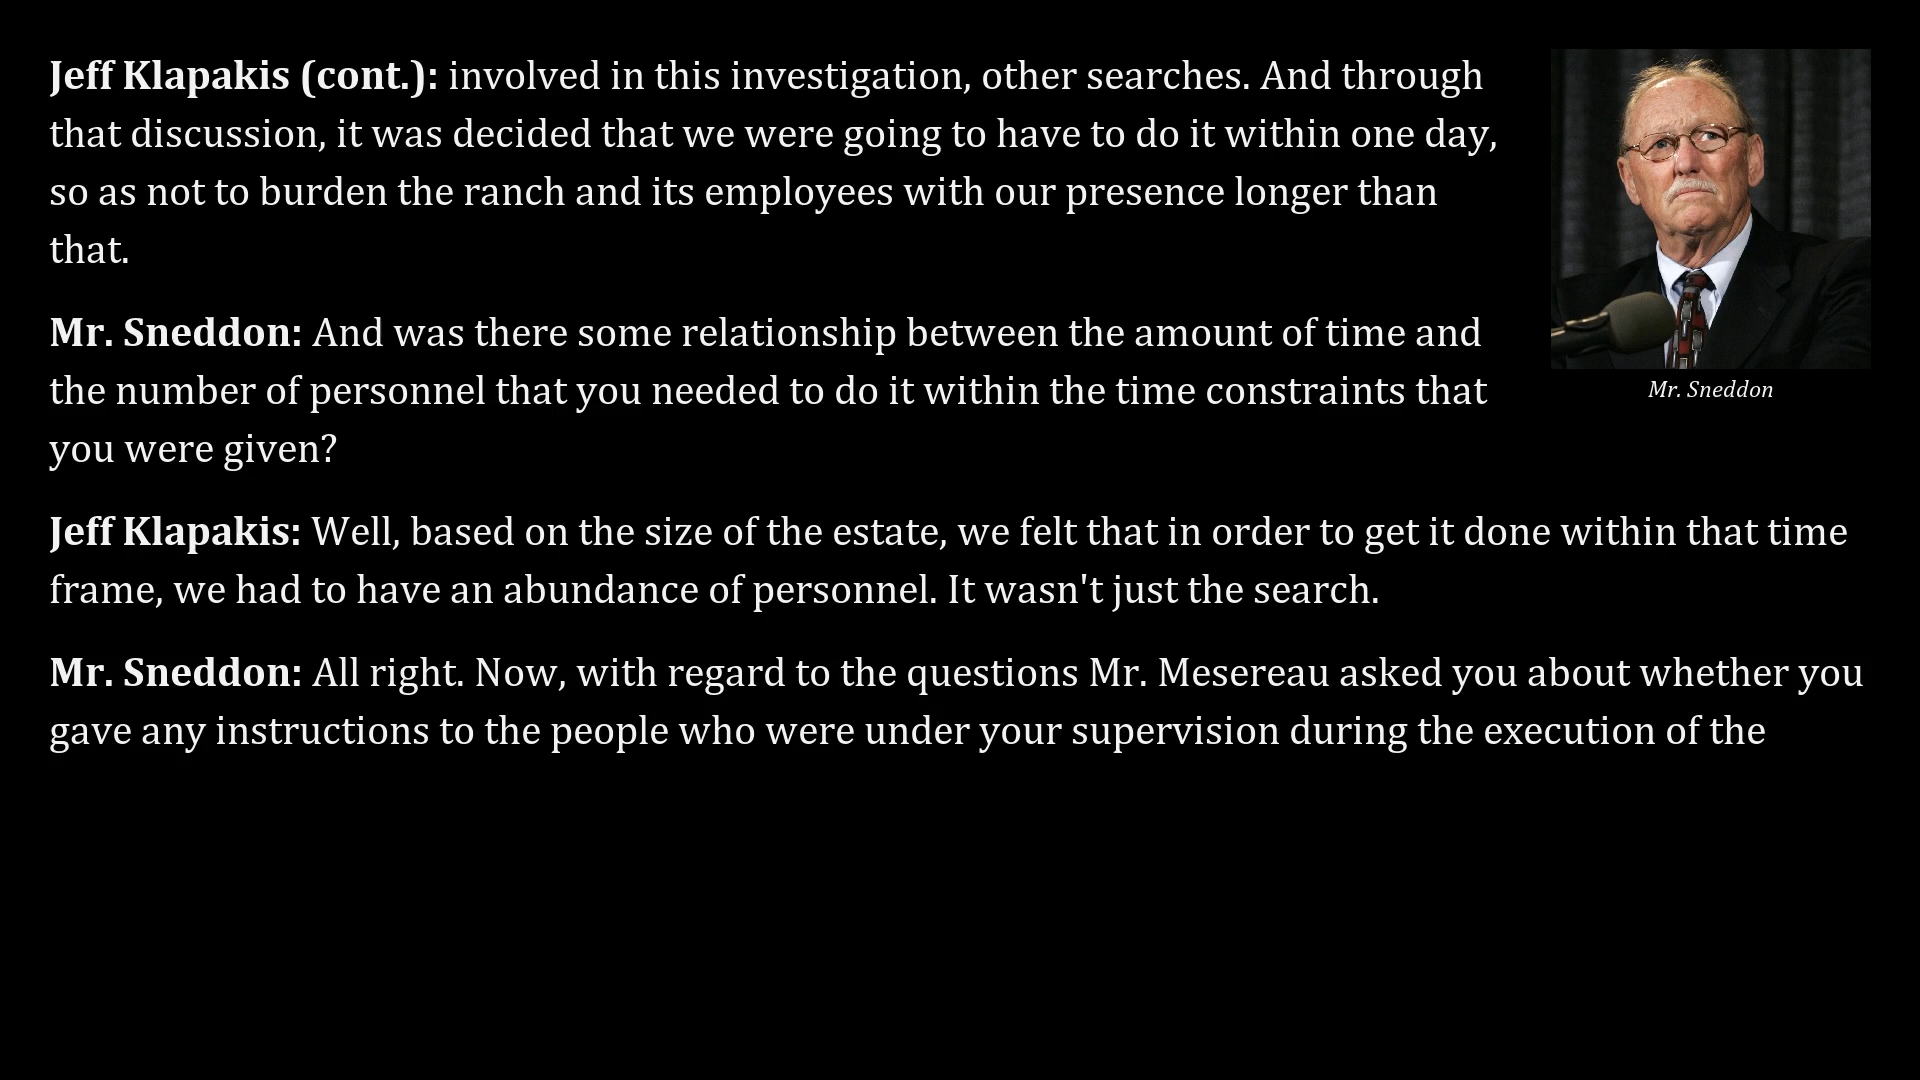 Jeff Klapakis (cont.): involved in this investigation, other searches. And through
that discussion, it was decided that we were going to have to do it within one day,
so as not to burden the ranch and its employees with our presence longer than
that.
Mr. Sneddon: And was there some relationship between the amount of time and
the number of personnel that you needed to do it within the time constraints that
you were given?
Mr. Sneddon
Jeff Klapakis: Well, based on the size of the estate, we felt that in order to get it done within that time
frame, we had to have an abundance of personnel. It wasn't just the search.
Mr. Sneddon: All right. Now, with regard to the questions Mr. Mesereau asked you about whether you
gave any instructions to the people who were under your supervision during the execution of the